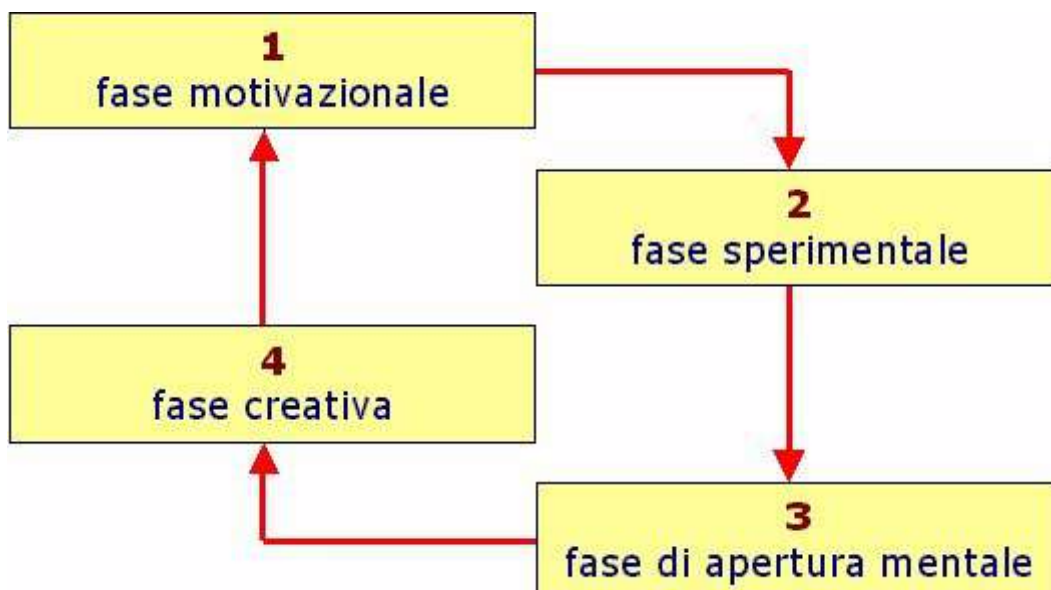 1
fase motivazionale
2
fase sperimentale
4
fase creativa
3
fase di apertura mentale